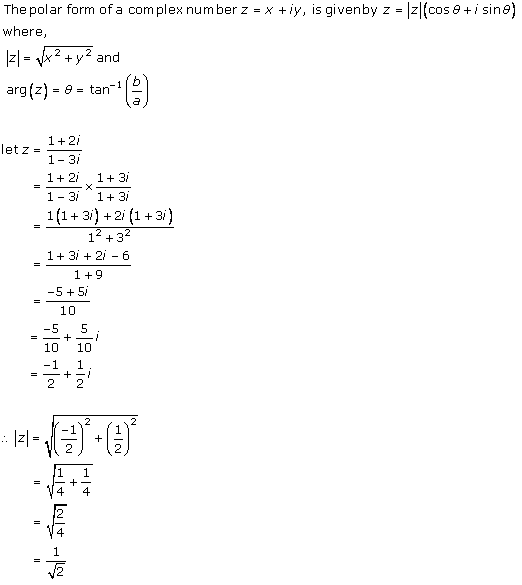 The polar form of a complex number z = x + iy, is given by z = |z|(cos θ + i sin θ)
where,
|z| = √(x² + y²) and
arg(z) = θ = tan⁻¹(b/a)
let z = (1 + 2i)/(1 − 3i)
= (1 + 2i)/(1 − 3i) × (1 + 3i)/(1 + 3i)
= (1(1 + 3i) + 2i(1 + 3i))/(1² + 3²)
= (1 + 3i + 2i − 6)/(1 + 9)
= (−5 + 5i)/10
= −5/10 + 5/10 i
= −1/2 + 1/2 i
∴ |z| = √((−1/2)² + (1/2)²)
= √(1/4 + 1/4)
= √(2/4)
= 1/√2